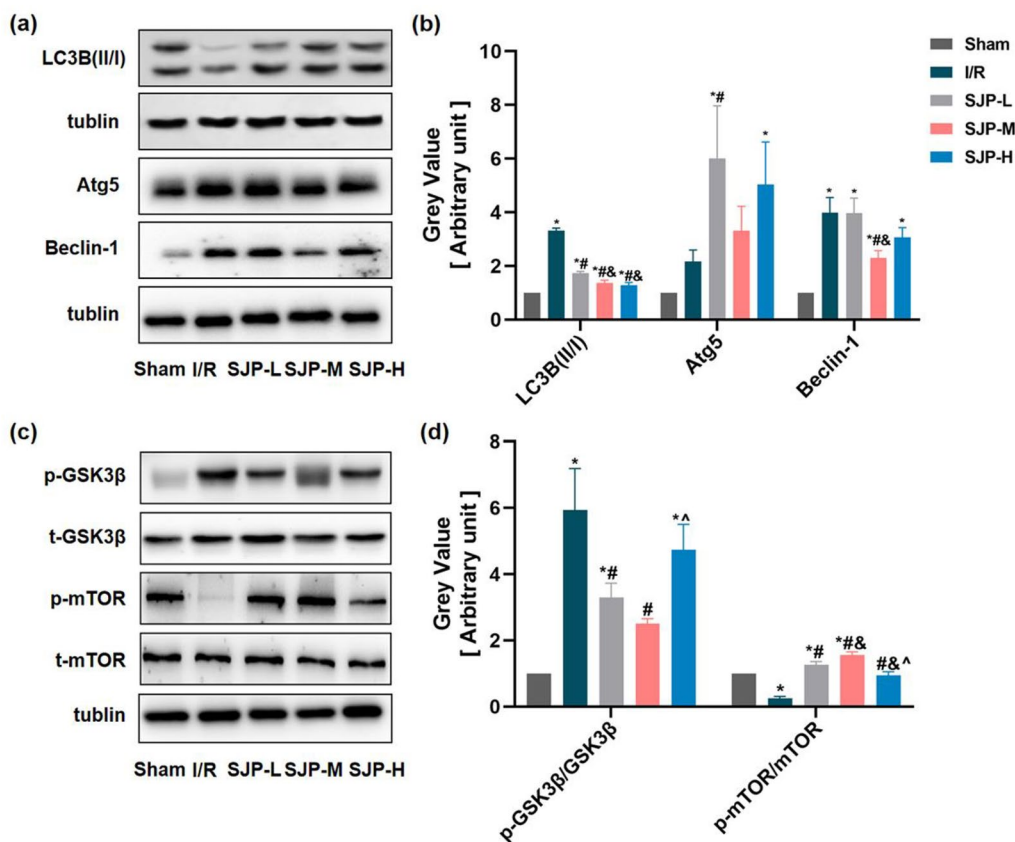 (a)
LC3B(II/I)
tublin
Atg5
Beclin-1
tublin
Sham I/R SJP-L SJP-M SJP-H
(b)
Grey Value
[ Arbitrary unit ]
10
8
6
4
2
0
* *# *#& *#&
*# *
* * *#& *
LC3B(II/I) Atg5 Beclin-1
Sham
I/R
SJP-L
SJP-M
SJP-H
(c)
p-GSK3β
t-GSK3β
p-mTOR
t-mTOR
tublin
Sham I/R SJP-L SJP-M SJP-H
(d)
Grey Value
[ Arbitrary unit ]
8
6
4
2
0
* *# # *^
* *# *#& #&^
p-GSK3β/GSK3β p-mTOR/mTOR